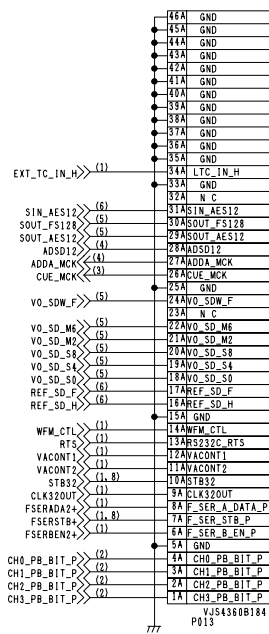 46A GND
45A GND
44A GND
43A GND
42A GND
41A GND
40A GND
39A GND
38A GND
37A GND
36A GND
35A GND
EXT_TC_IN_H (1) 34A LTC_IN_H
33A GND
32A N C
SIN_AES12 (6) 31A SIN_AES12
SOUT_FS128 (5) 30A SOUT_FS128
SOUT_AES12 (5) 29A SOUT_AES12
ADSD12 (4) 28A ADSD12
ADDA_MCK (4) 27A ADDA_MCK
CUE_MCK (3) 26A CUE_MCK
25A GND
VO_SDW_F (5) 24A VO_SDW_F
23A N C
VO_SD_M6 (5) 22A VO_SD_M6
VO_SD_M2 (5) 21A VO_SD_M2
VO_SD_S8 (5) 20A VO_SD_S8
VO_SD_S4 (5) 19A VO_SD_S4
VO_SD_S0 (5) 18A VO_SD_S0
REF_SD_F (6) 17A REF_SD_F
REF_SD_H (6) 16A REF_SD_H
15A GND
WFM_CTL (1) 14A WFM_CTL
RTS (1) 13A RS232C_RTS
VACONT1 (1) 12A VACONT1
VACONT2 (1) 11A VACONT2
STB32 (1, 8) 10A STB32
CLK32OUT (1) 9A CLK32OUT
FSERADA2+ (1) 8A F_SER_A_DATA_P
FSERSTB+ (1, 8) 7A F_SER_STB_P
FSERBEN2+ (1) 6A F_SER_B_EN_P
5A GND
CH0_PB_BIT_P (2) 4A CH0_PB_BIT_P
CH1_PB_BIT_P (2) 3A CH1_PB_BIT_P
CH2_PB_BIT_P (2) 2A CH2_PB_BIT_P
CH3_PB_BIT_P (2) 1A CH3_PB_BIT_P
VJS4360B184
P013